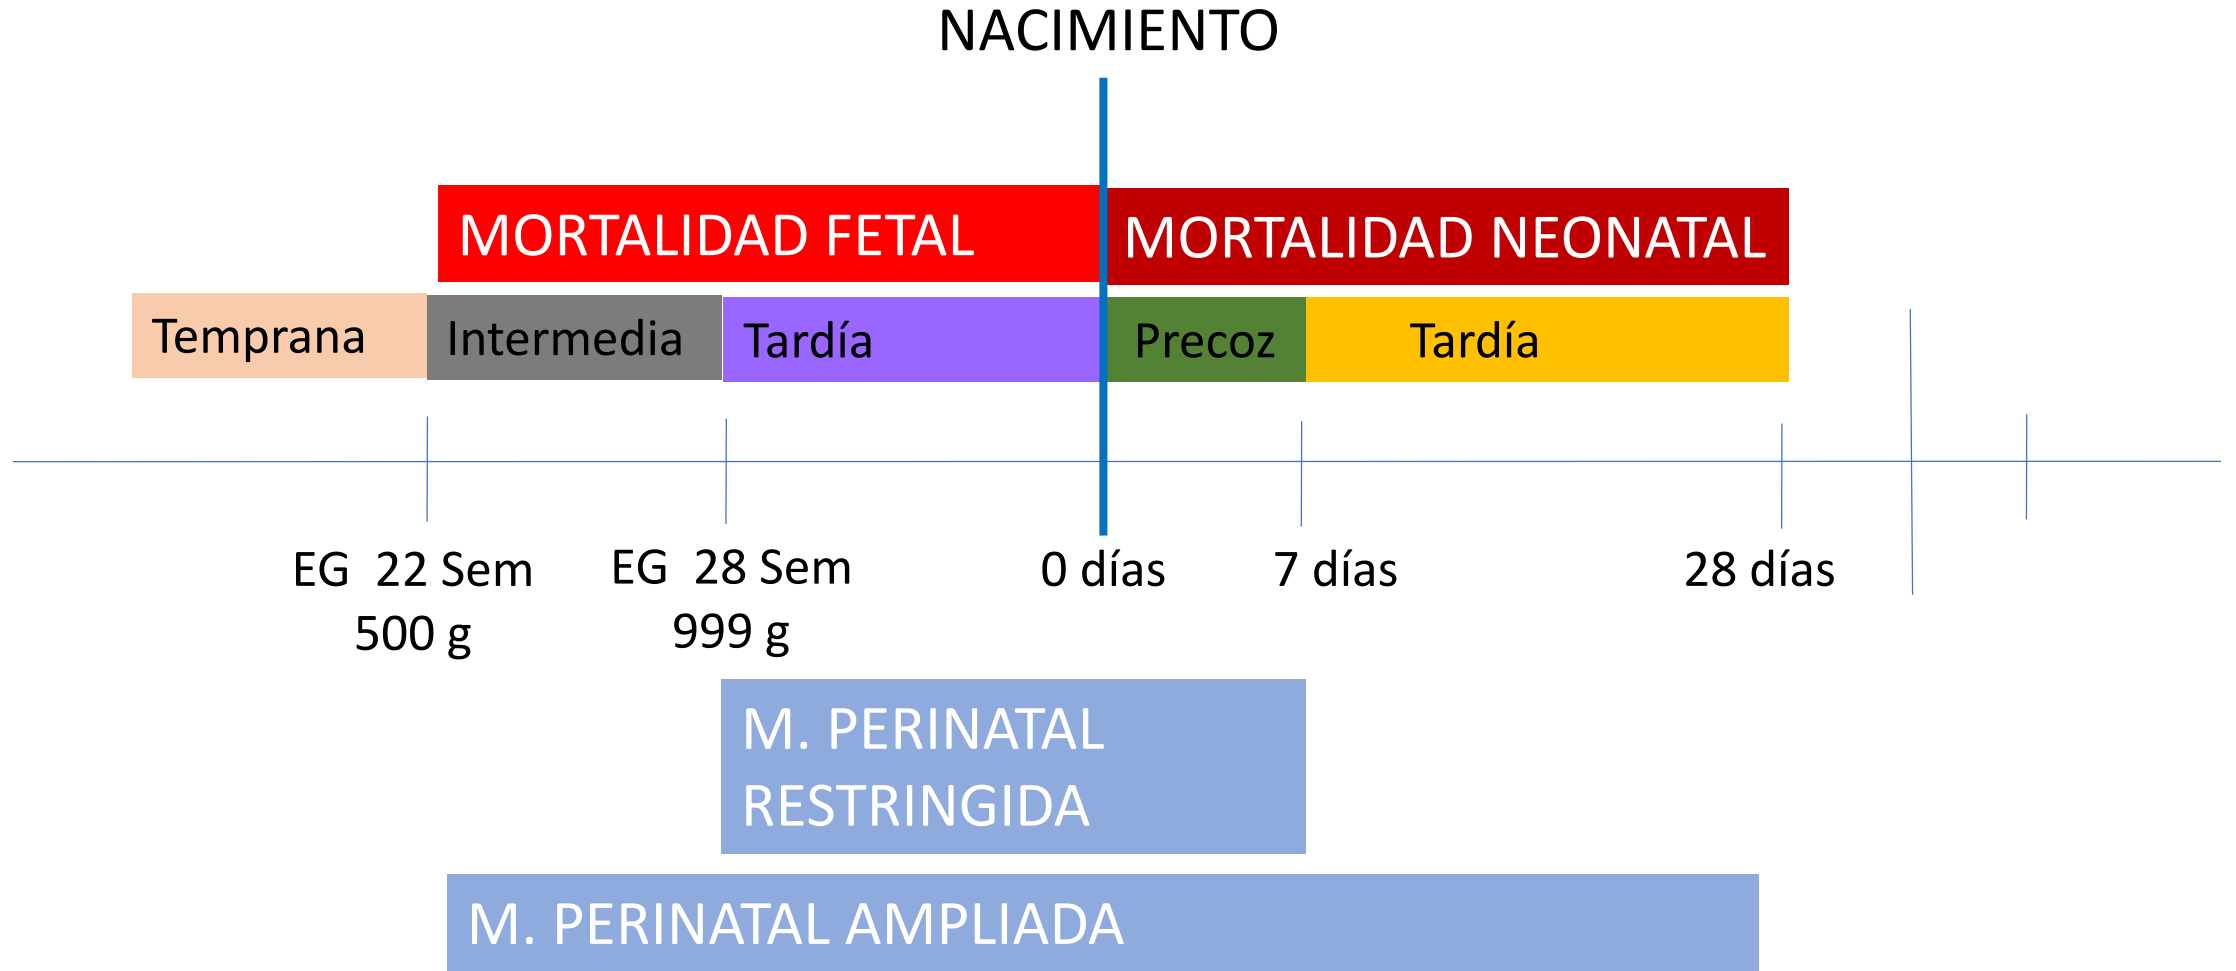 NACIMIENTO
MORTALIDAD FETAL
MORTALIDAD NEONATAL
Temprana
Intermedia
Tardía
Precoz
Tardía
EG 22 Sem
500 g
EG 28 Sem
999 g
0 días
7 días
28 días
M. PERINATAL
RESTRINGIDA
M. PERINATAL AMPLIADA